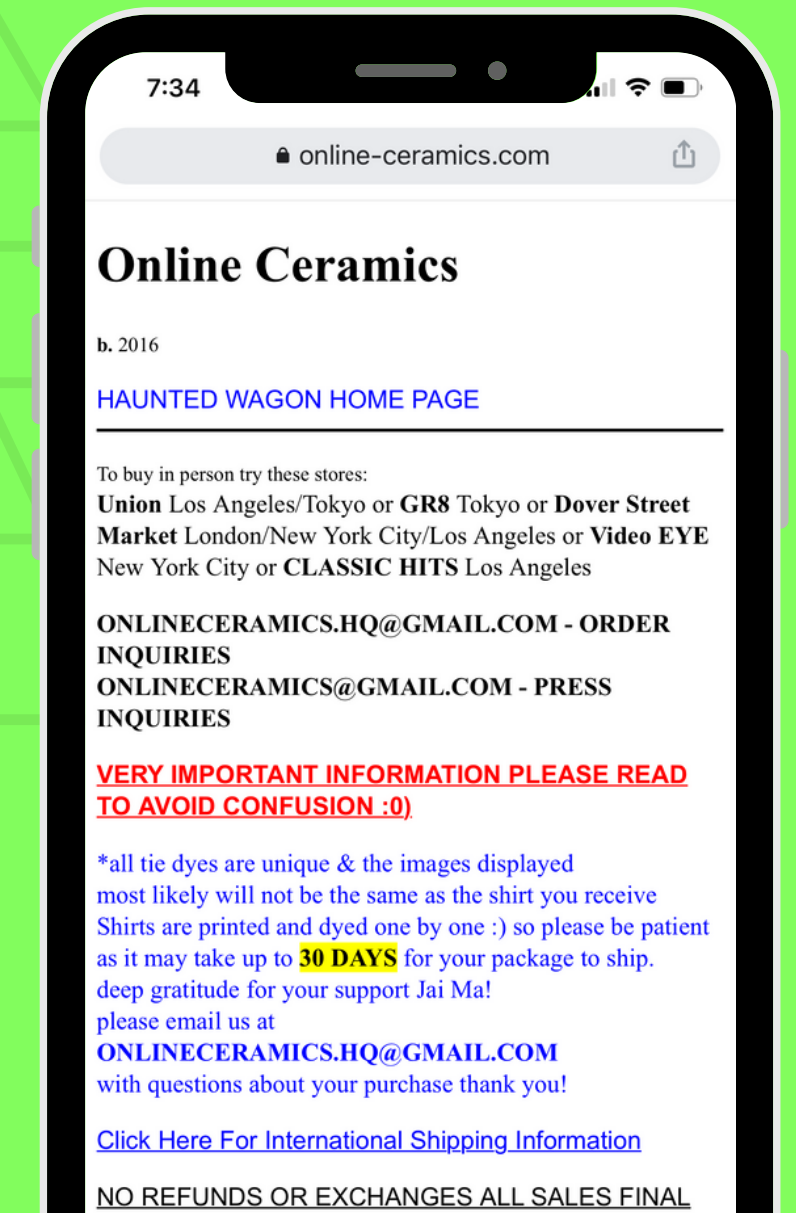 7:34
online-ceramics.com
Online Ceramics
b. 2016
HAUNTED WAGON HOME PAGE
To buy in person try these stores:
Union Los Angeles/Tokyo or GR8 Tokyo or Dover Street
Market London/New York City/Los Angeles or Video EYE
New York City or CLASSIC HITS Los Angeles
ONLINECERAMICS.HQ@GMAIL.COM - ORDER
INQUIRIES
ONLINECERAMICS@GMAIL.COM - PRESS
INQUIRIES
VERY IMPORTANT INFORMATION PLEASE READ
TO AVOID CONFUSION :0)
*all tie dyes are unique & the images displayed
most likely will not be the same as the shirt you receive
Shirts are printed and dyed one by one :) so please be patient
as it may take up to 30 DAYS for your package to ship.
deep gratitude for your support Jai Ma!
please email us at
ONLINECERAMICS.HQ@GMAIL.COM
with questions about your purchase thank you!
Click Here For International Shipping Information
NO REFUNDS OR EXCHANGES ALL SALES FINAL